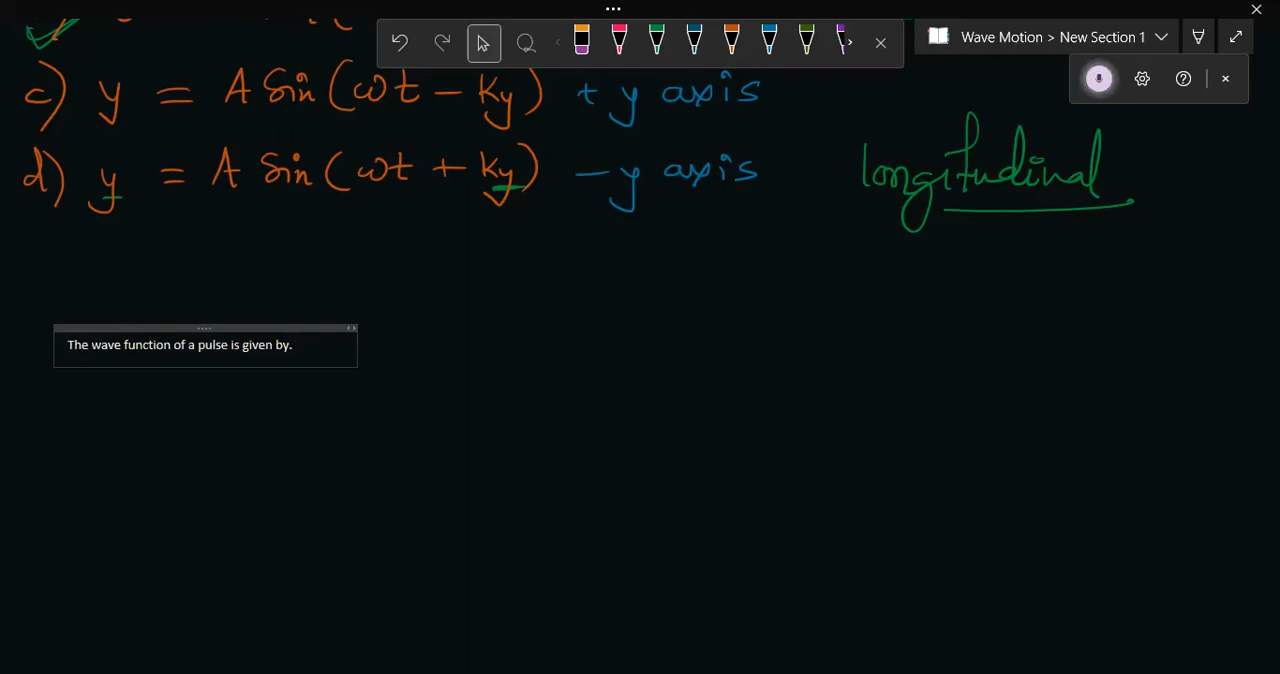 Wave Motion > New Section 1
c) y = A Sin(ωt - ky) + y axis
d) y = A Sin(ωt + ky) - y axis
longitudinal
The wave function of a pulse is given by.